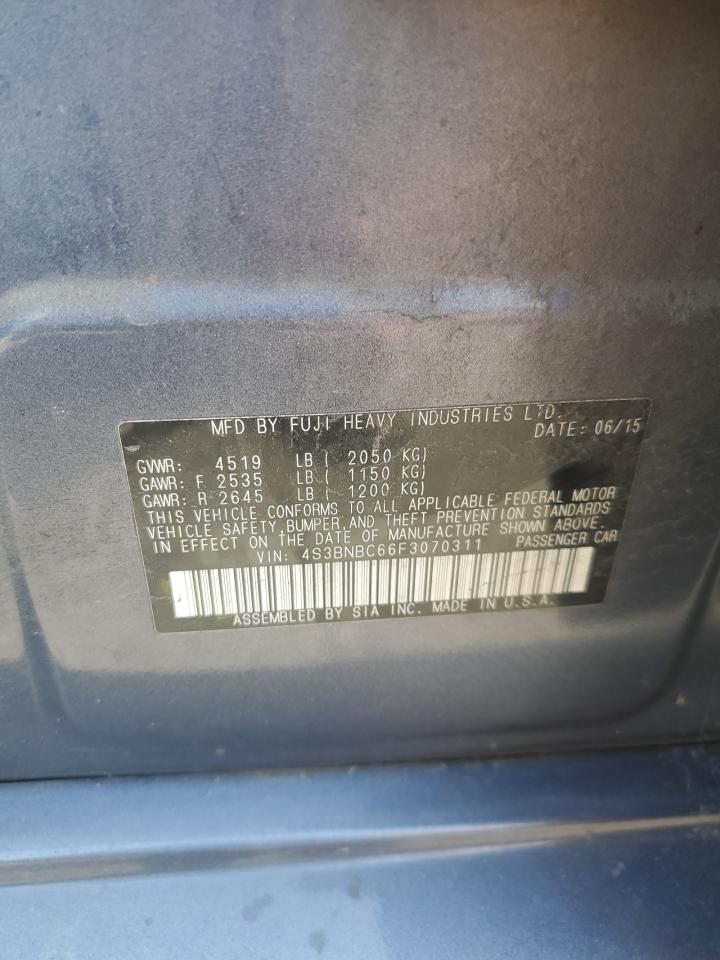 MFD BY FUJI HEAVY INDUSTRIES LTD.
DATE: 06/15
GVWR: 4519 LB ( 2050 KG)
GAWR: F 2535 LB ( 1150 KG)
GAWR: R 2645 LB ( 1200 KG)
THIS VEHICLE CONFORMS TO ALL APPLICABLE FEDERAL MOTOR
VEHICLE SAFETY, BUMPER, AND THEFT PREVENTION STANDARDS
IN EFFECT ON THE DATE OF MANUFACTURE SHOWN ABOVE.
VIN: 4S3BNBC66F3070311 PASSENGER CAR
ASSEMBLED BY SIA INC. MADE IN U.S.A.